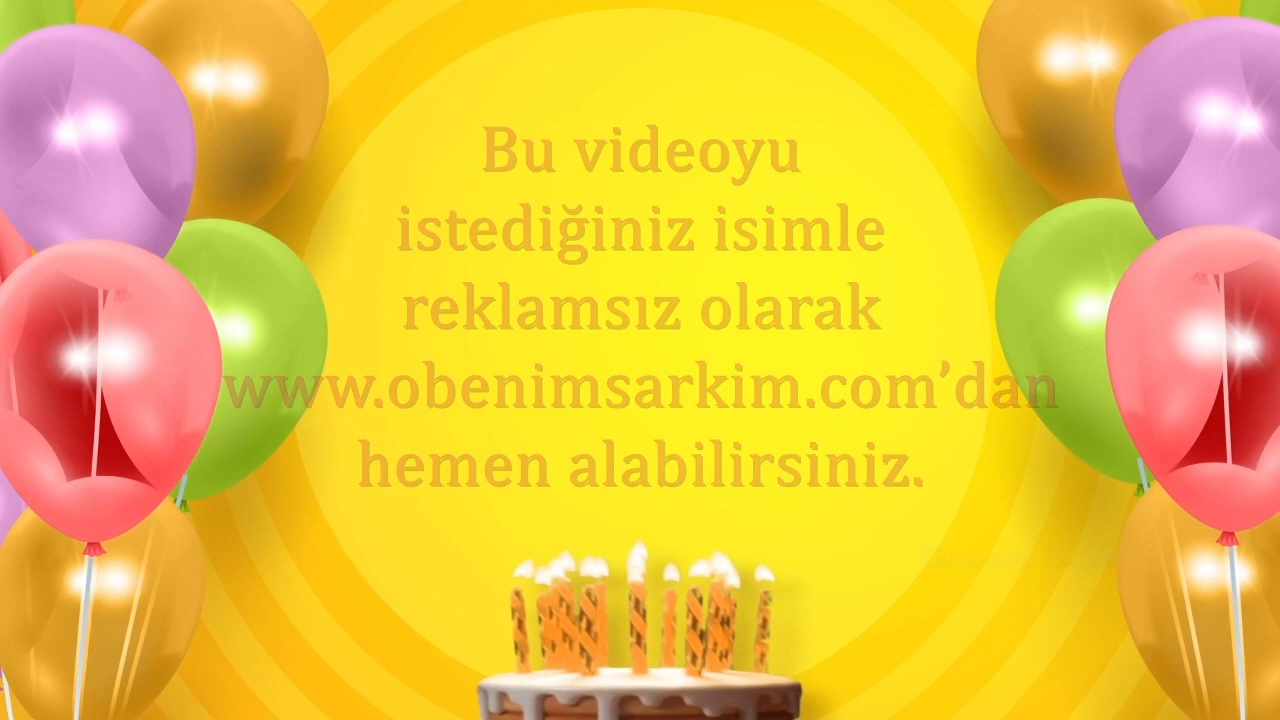 Bu videoyu
istediğiniz isimle
reklamsız olarak
www.obenimsarkim.com’dan
hemen alabilirsiniz.